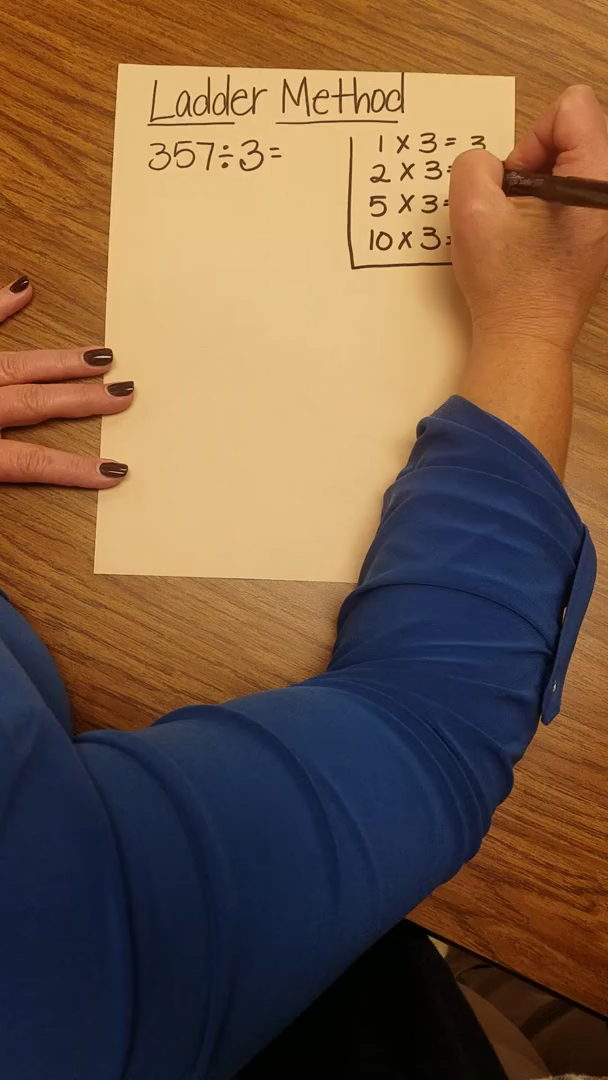 Ladder Method
357÷3=
1 x 3 = 3
2 x 3 =
5 x 3 =
10 x 3 =